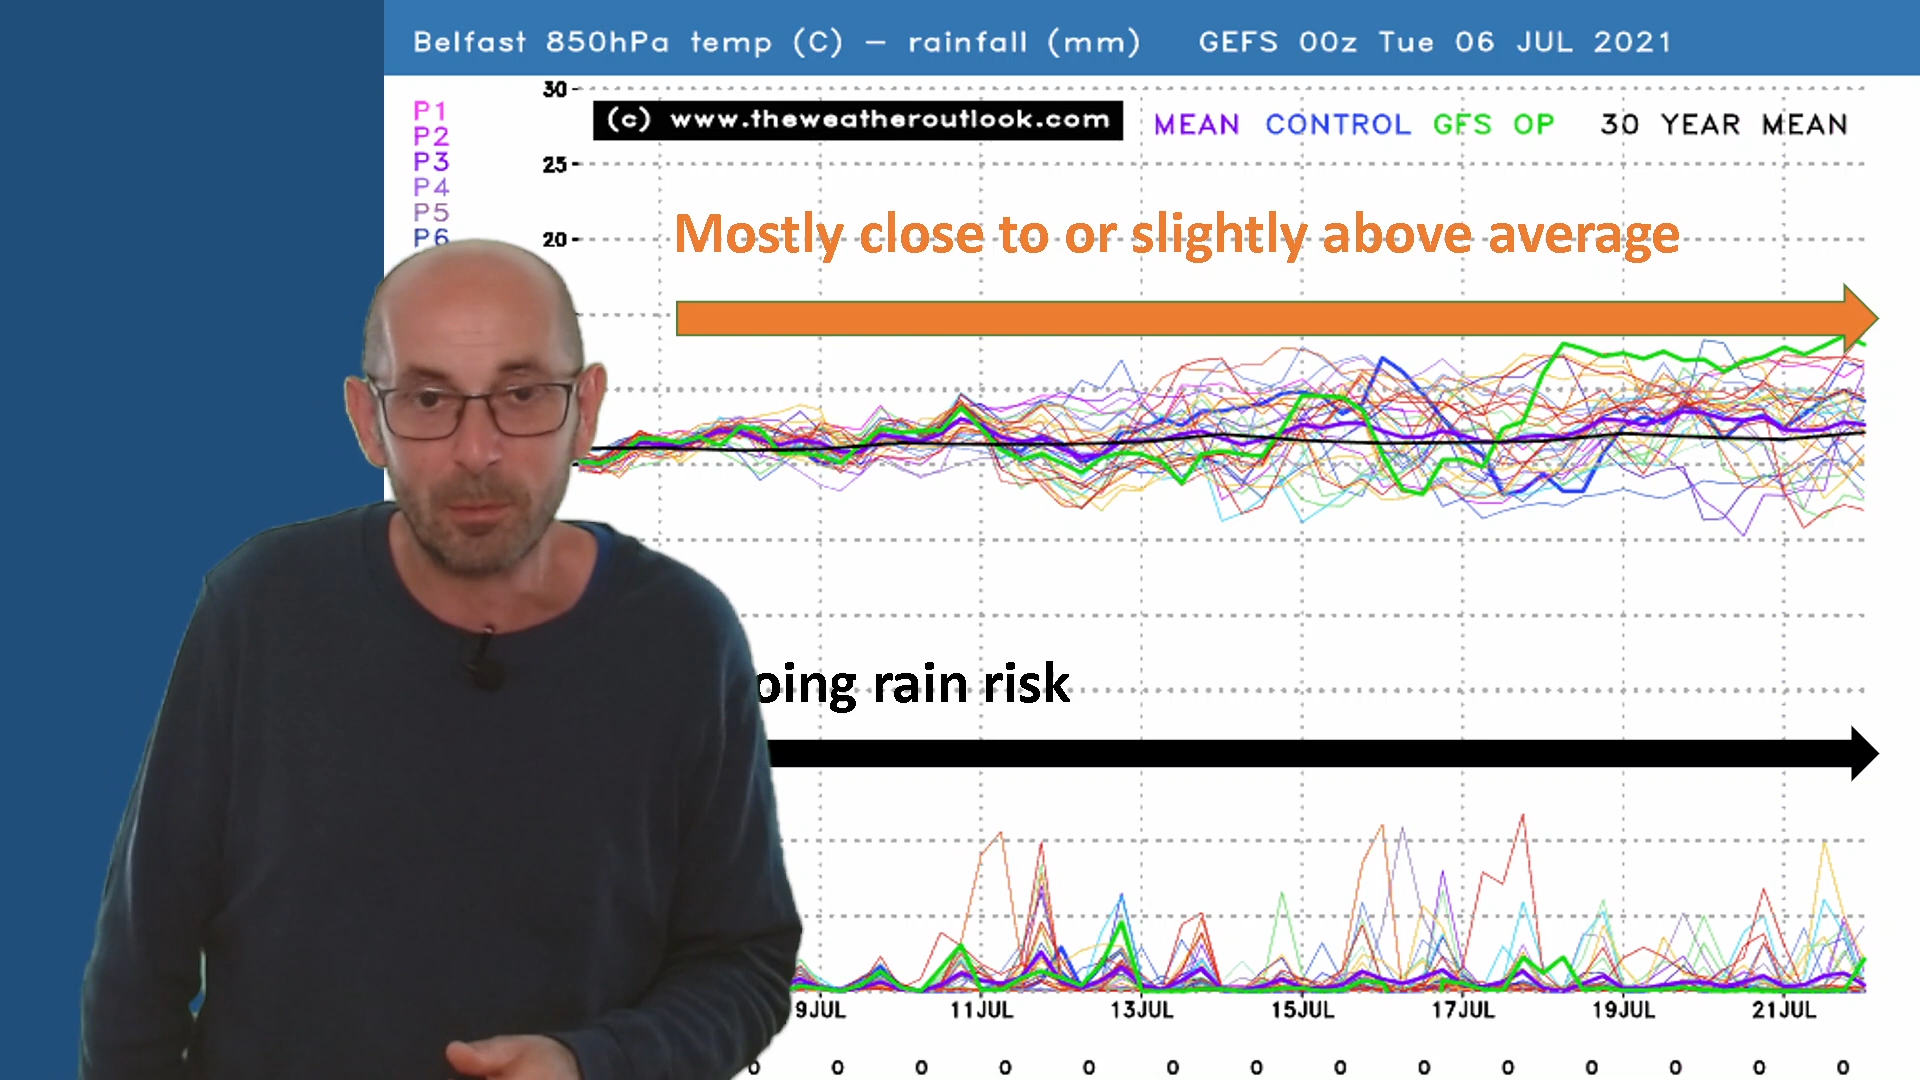 Belfast 850hPa temp (C) – rainfall (mm) GEFS 00z Tue 06 JUL 2021
30
(c) www.theweatheroutlook.com MEAN CONTROL GFS OP 30 YEAR MEAN
P1
P2
P3
P4
P5
P6
25
20
Mostly close to or slightly above average
rain risk
9JUL 11JUL 13JUL 15JUL 17JUL 19JUL 21JUL
0 0 0 0 0 0 0 0 0 0 0 0 0 0